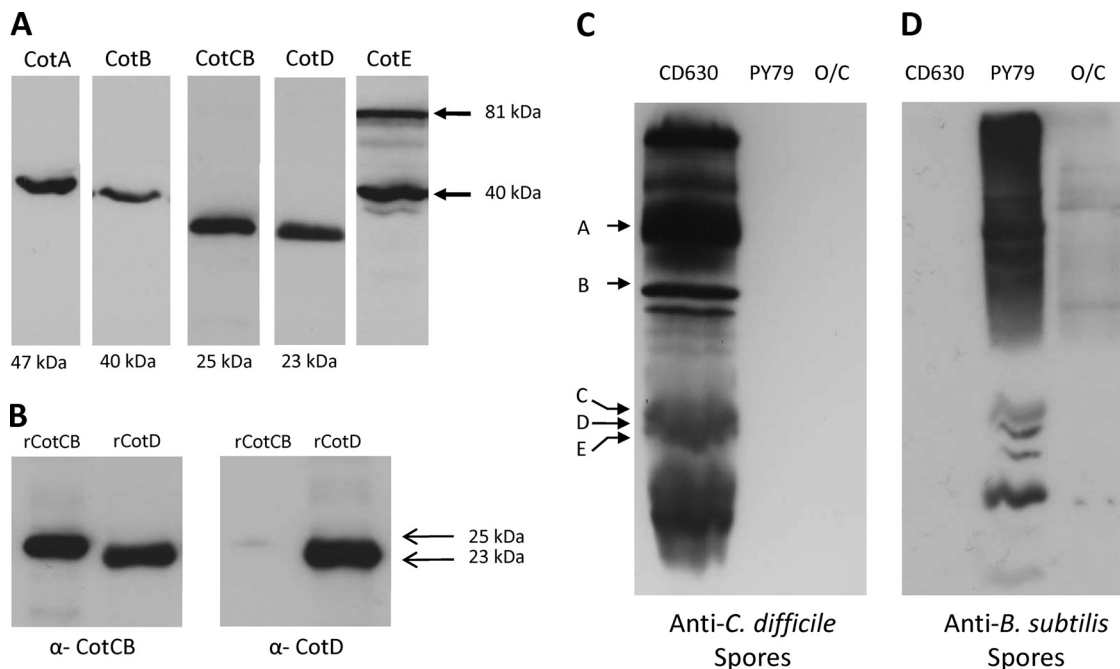 A
CotA CotB CotCB CotD CotE
81 kDa
40 kDa
47 kDa 40 kDa 25 kDa 23 kDa
B
rCotCB rCotD rCotCB rCotD
25 kDa
23 kDa
α- CotCB α- CotD
C
CD630 PY79 O/C
A
B
C
D
E
Anti-C. difficile
Spores
D
CD630 PY79 O/C
Anti-B. subtilis
Spores